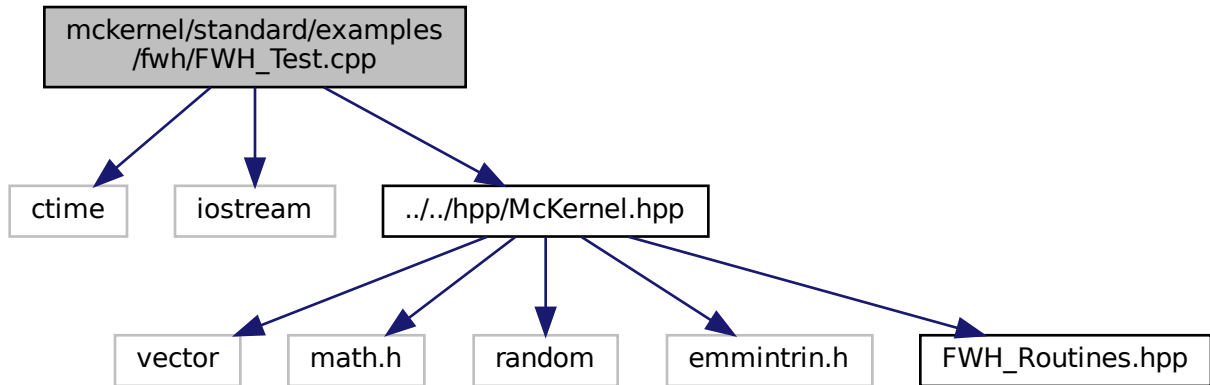 mckernel/standard/examples
/fwh/FWH_Test.cpp
ctime
iostream
../../hpp/McKernel.hpp
vector
math.h
random
emmintrin.h
FWH_Routines.hpp